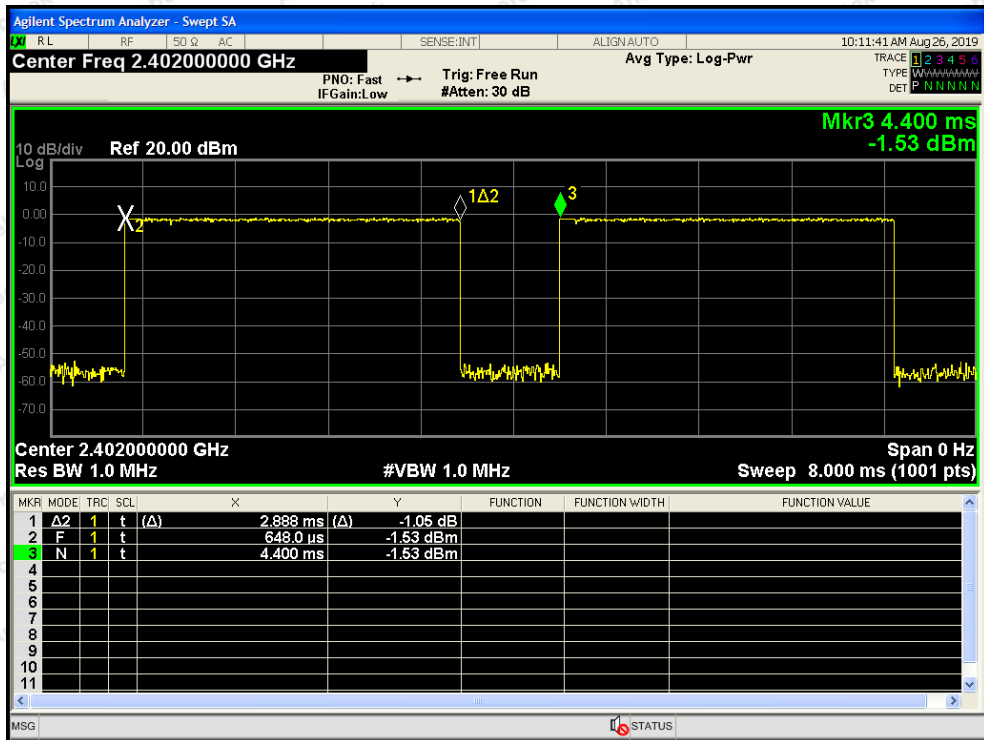 Agilent Spectrum Analyzer - Swept SA
LXI RL RF 50 Ω AC SENSE:INT ALIGN AUTO 10:11:41 AM Aug 26, 2019
Center Freq 2.402000000 GHz Avg Type: Log-Pwr TRACE 1 2 3 4 5 6
PNO: Fast Trig: Free Run TYPE WWWWWW
IFGain:Low #Atten: 30 dB DET P N N N N N
Mkr3 4.400 ms
10 dB/div Ref 20.00 dBm -1.53 dBm
Log
10.0
1Δ2 3
0.00
2
-10.0
-20.0
-30.0
-40.0
-50.0
-60.0
-70.0
Center 2.402000000 GHz Span 0 Hz
Res BW 1.0 MHz #VBW 1.0 MHz Sweep 8.000 ms (1001 pts)
MKR MODE TRC SCL X Y FUNCTION FUNCTION WIDTH FUNCTION VALUE
1 Δ2 1 t (Δ) 2.888 ms (Δ) -1.05 dB
2 F 1 t 648.0 µs -1.53 dBm
3 N 1 t 4.400 ms -1.53 dBm
4
5
6
7
8
9
10
11
MSG STATUS